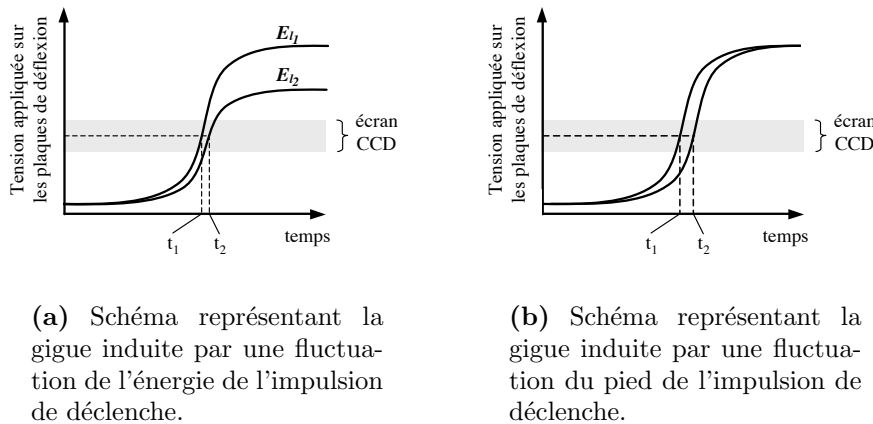 Tension appliquée sur
les plaques de déflexion
E_{l_1}
E_{l_2}
écran
CCD
t_1
t_2
temps
Tension appliquée sur
les plaques de déflexion
écran
CCD
t_1
t_2
temps
(a) Schéma représentant la
gigue induite par une fluctua-
tion de l'énergie de l'impulsion
de déclenche.
(b) Schéma représentant la
gigue induite par une fluctua-
tion du pied de l'impulsion de
déclenche.